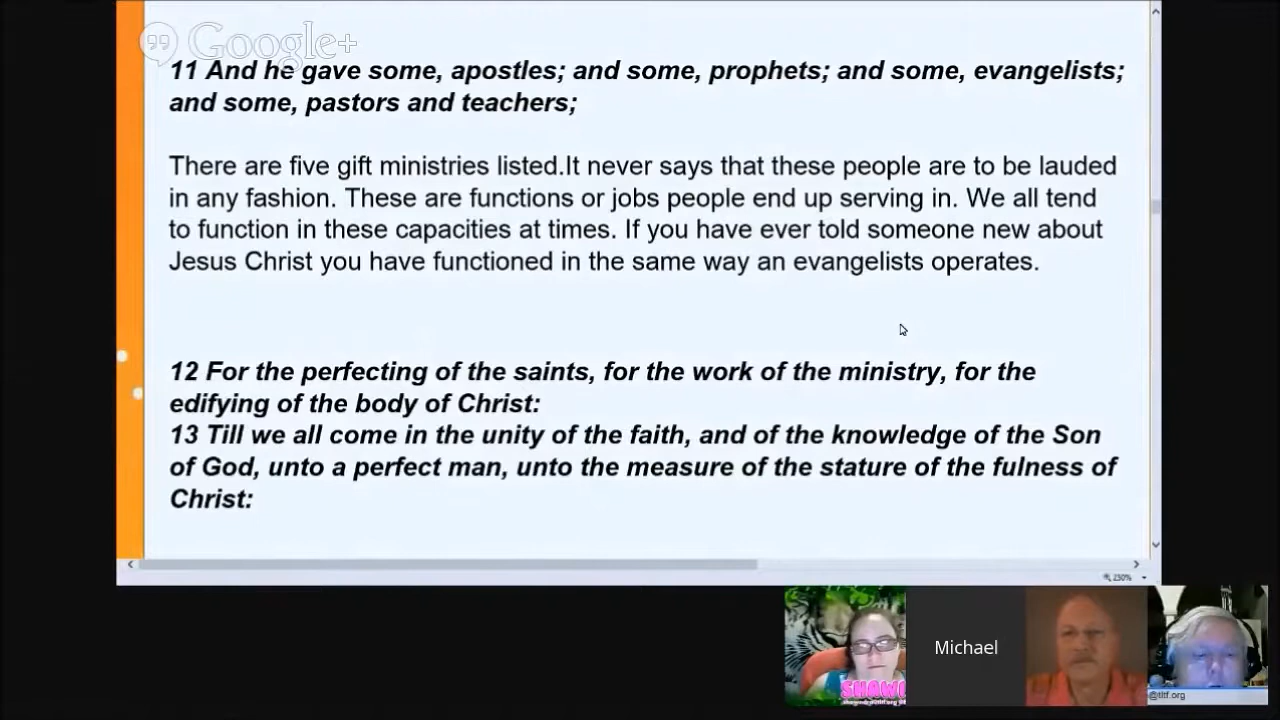 Google+
11 And he gave some, apostles; and some, prophets; and some, evangelists;
and some, pastors and teachers;
There are five gift ministries listed.It never says that these people are to be lauded
in any fashion. These are functions or jobs people end up serving in. We all tend
to function in these capacities at times. If you have ever told someone new about
Jesus Christ you have functioned in the same way an evangelists operates.
12 For the perfecting of the saints, for the work of the ministry, for the
edifying of the body of Christ:
13 Till we all come in the unity of the faith, and of the knowledge of the Son
of God, unto a perfect man, unto the measure of the stature of the fulness of
Christ:
230%
Michael
@tltf.org